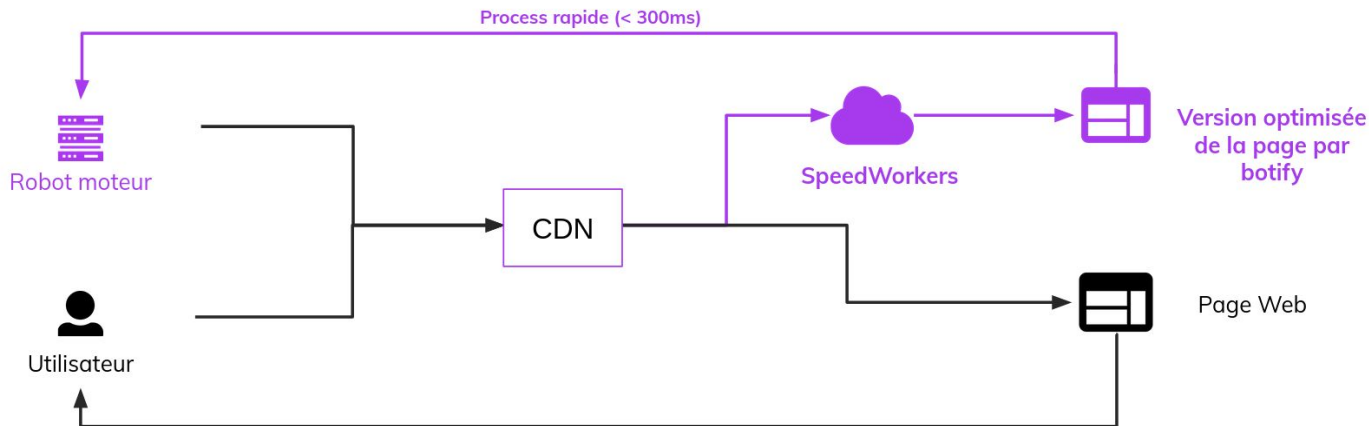 Process rapide (< 300ms)
Robot moteur
SpeedWorkers
Version optimisée
de la page par
botify
CDN
Utilisateur
Page Web